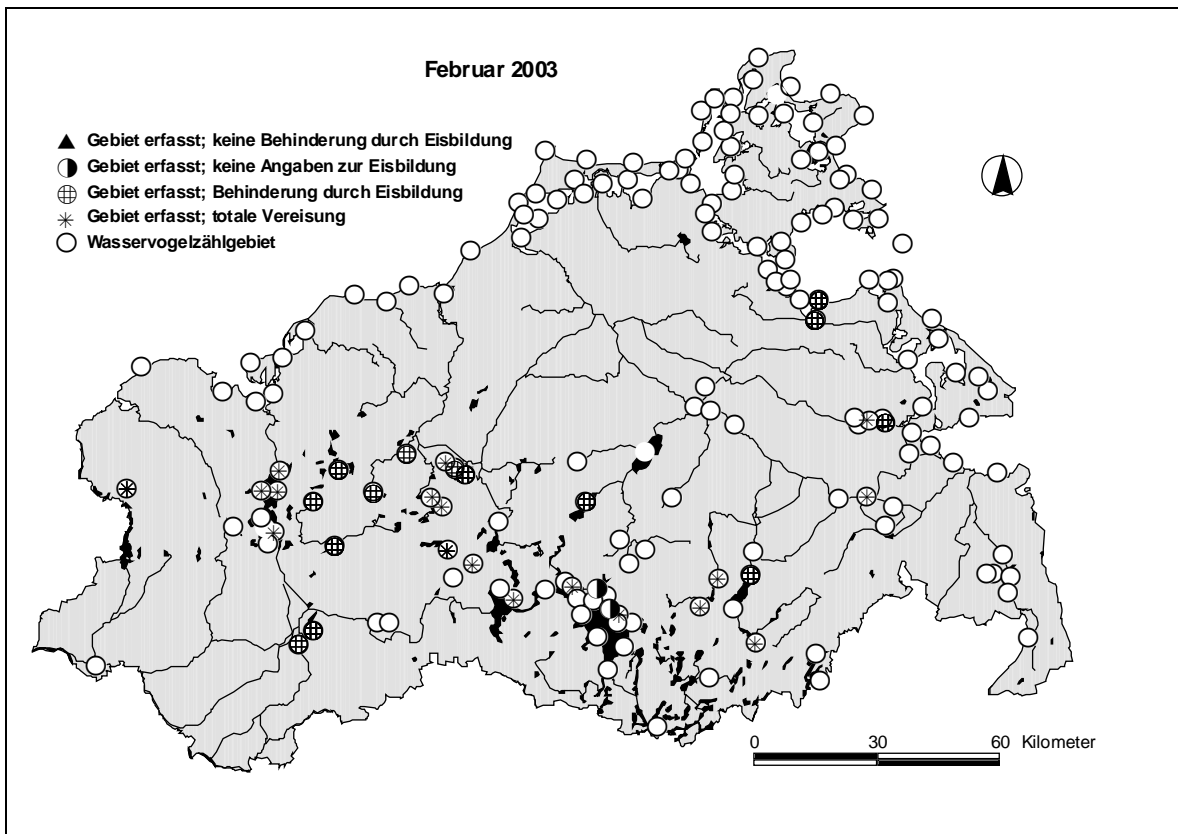 Februar 2003
Gebiet erfasst; keine Behinderung durch Eisbildung
Gebiet erfasst; keine Angaben zur Eisbildung
Gebiet erfasst; Behinderung durch Eisbildung
Gebiet erfasst; totale Vereisung
Wasservogelzählgebiet
0 30 60 Kilometer